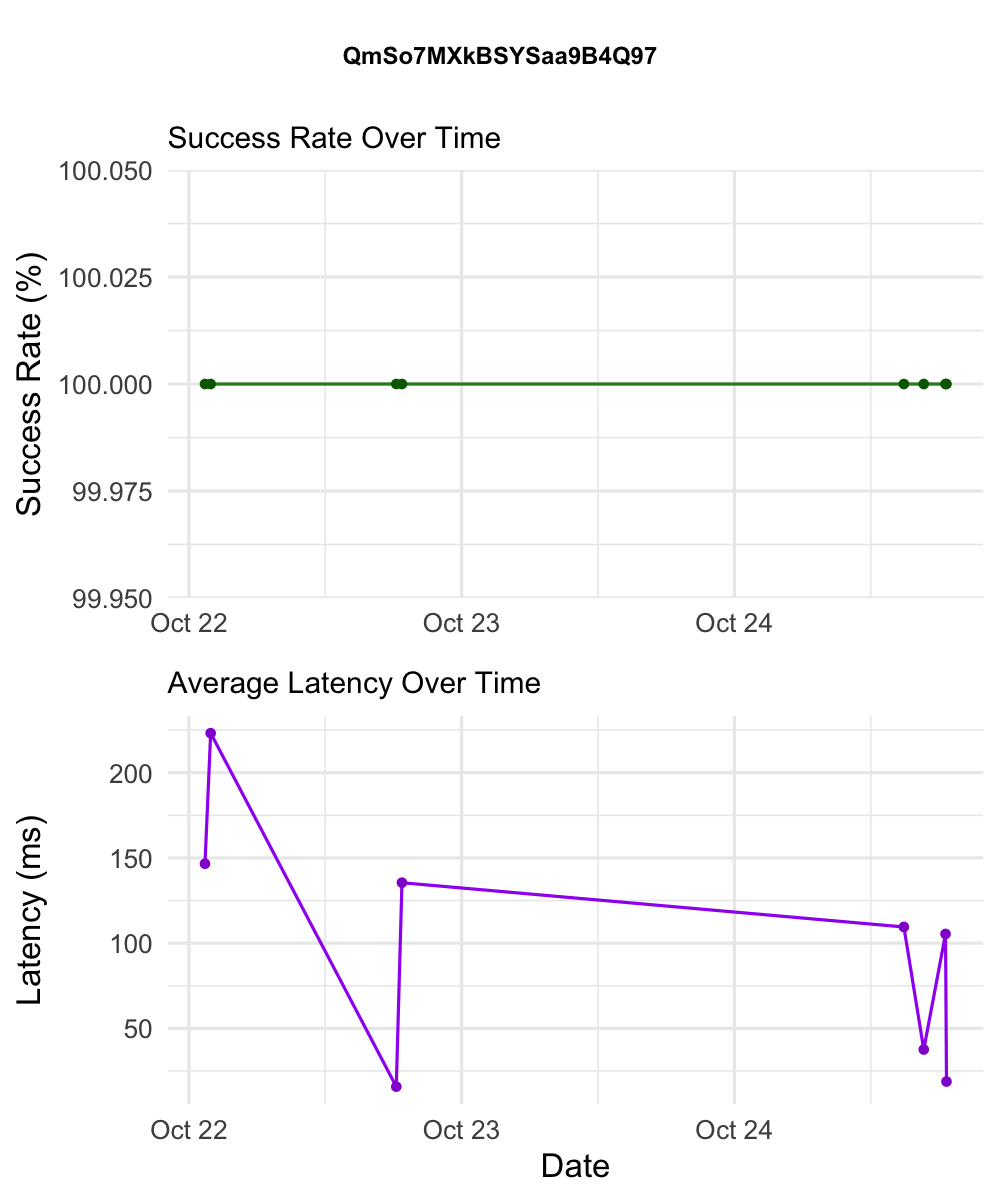 QmSo7MXkBSYSaa9B4Q97
Success Rate Over Time
Success Rate (%)
100.050
100.025
100.000
99.975
99.950
Oct 22 Oct 23 Oct 24
Average Latency Over Time
Latency (ms)
200
150
100
50
Oct 22 Oct 23 Oct 24
Date